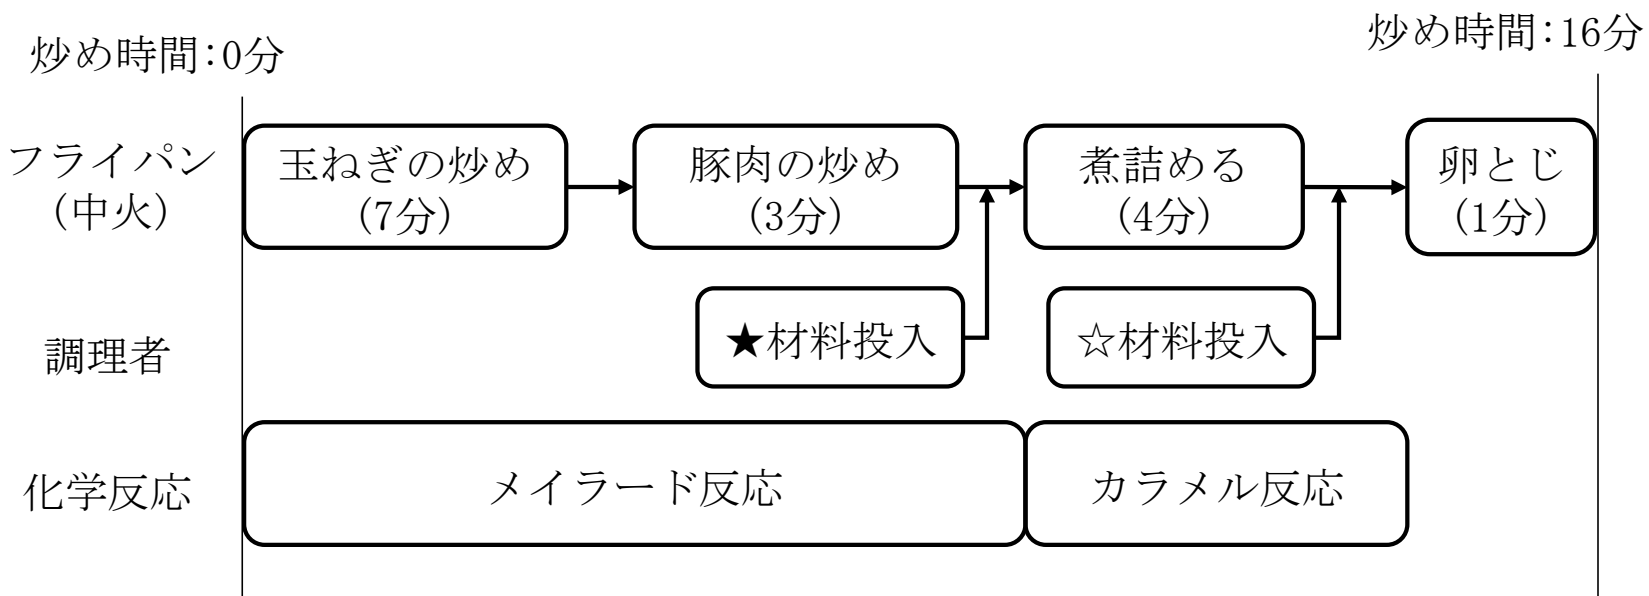 炒め時間:0分
炒め時間:16分
フライパン
(中火)
玉ねぎの炒め
(7分)
豚肉の炒め
(3分)
煮詰める
(4分)
卵とじ
(1分)
調理者
★材料投入
☆材料投入
化学反応
メイラード反応
カラメル反応